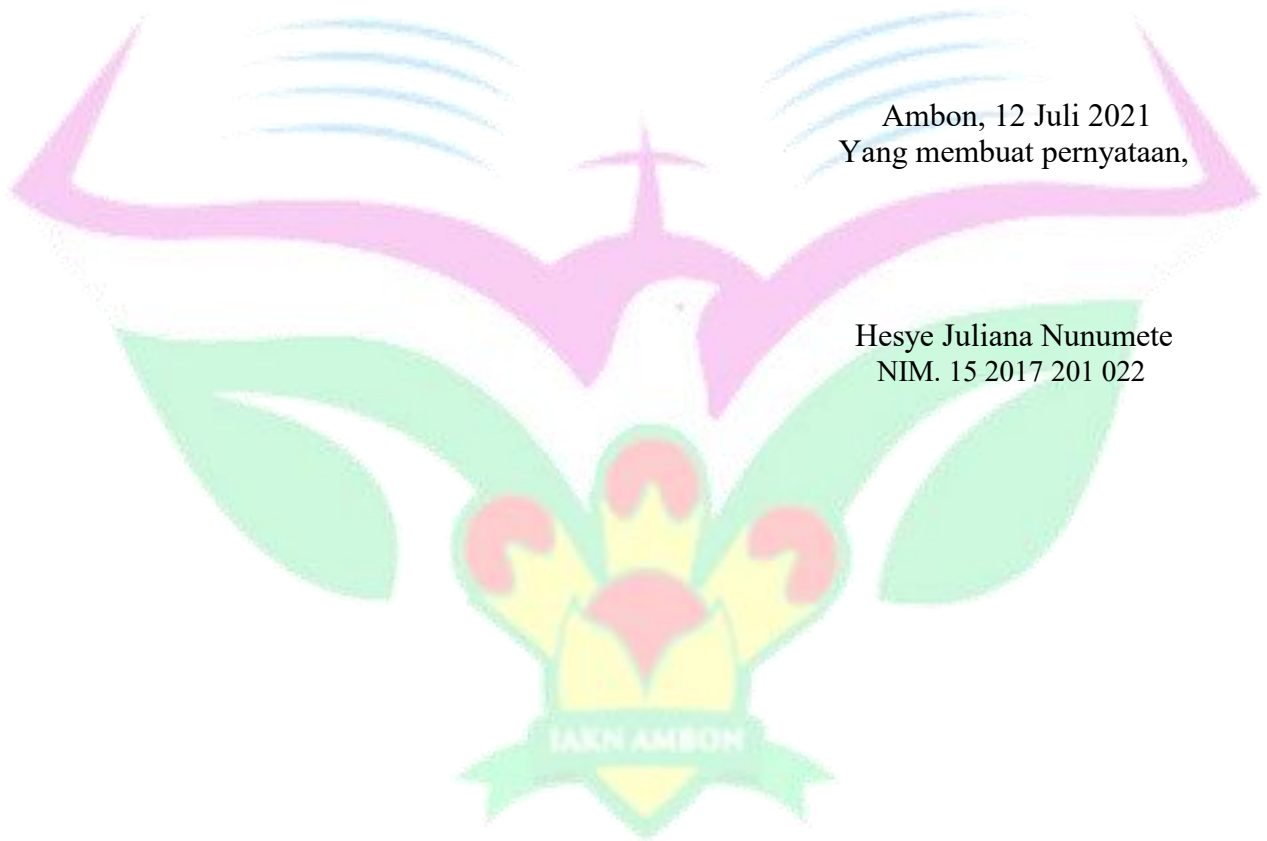 Ambon, 12 Juli 2021
Yang membuat pernyataan,
Hesye Juliana Nunumete
NIM. 15 2017 201 022
IAKN AMBON